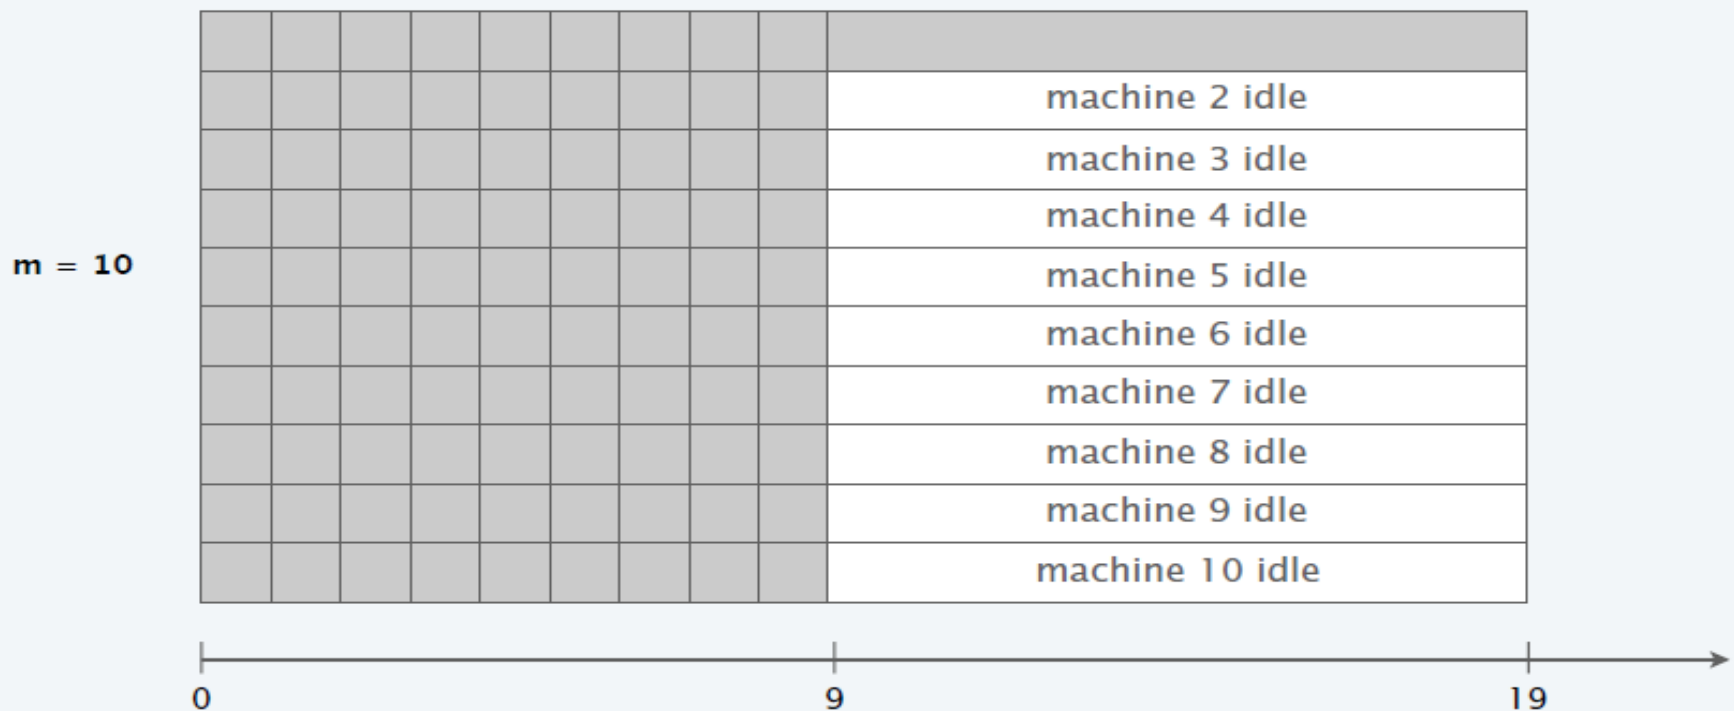 machine 2 idle
machine 3 idle
machine 4 idle
m = 10
machine 5 idle
machine 6 idle
machine 7 idle
machine 8 idle
machine 9 idle
machine 10 idle
0 9 19